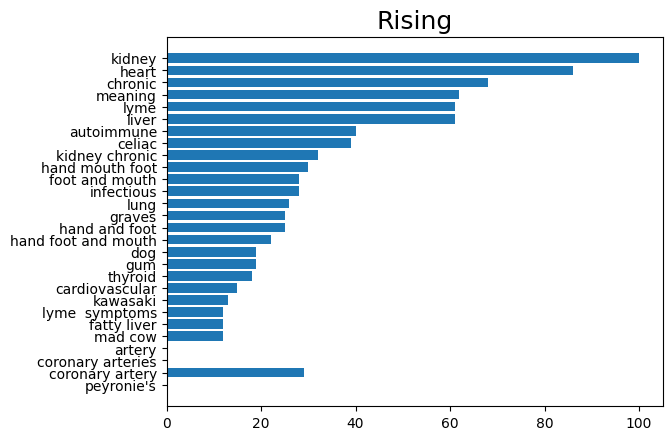 Rising
kidney
heart
chronic
meaning
lyme
liver
autoimmune
celiac
kidney chronic
hand mouth foot
foot and mouth
infectious
lung
graves
hand and foot
hand foot and mouth
dog
gum
thyroid
cardiovascular
kawasaki
lyme  symptoms
fatty liver
mad cow
artery
coronary arteries
coronary artery
peyronie's
0 20 40 60 80 100